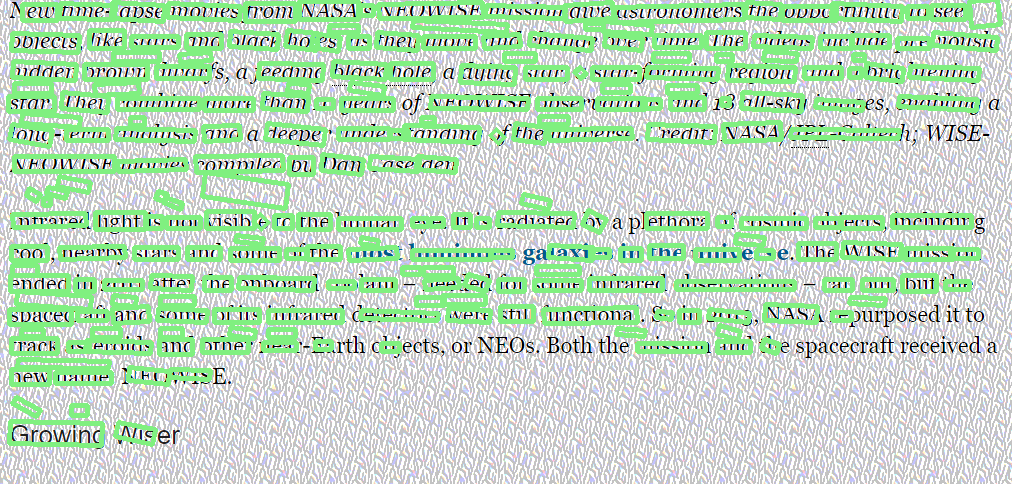 New time-lapse movies from NASA's NEOWISE mission give astronomers the opportunity to see
objects like stars and black holes as they move and change over time. The videos include previously
hidden brown dwarfs, a feeding black hole, a dying star, a star-forming region, and a brightening
star. They combine more than 10 years of NEOWISE observations and 18 all-sky images, enabling a
long-term analysis and a deeper understanding of the universe. Credit: NASA/JPL-Caltech; WISE-
NEOWISE movies compiled by Dan Caselden
Infrared light is not visible to the human eye. It is radiated by a plethora of cosmic objects, including
cool, nearby stars and some of the most luminous galaxies in the universe. The WISE mission
ended in 2011 after the onboard coolant – needed for some infrared observations – ran out, but the
spacecraft and some of its infrared detectors were still functional. So in 2013, NASA repurposed it to
track asteroids and other near-Earth objects, or NEOs. Both the mission and the spacecraft received a
new name: NEOWISE.
Growing Wiser